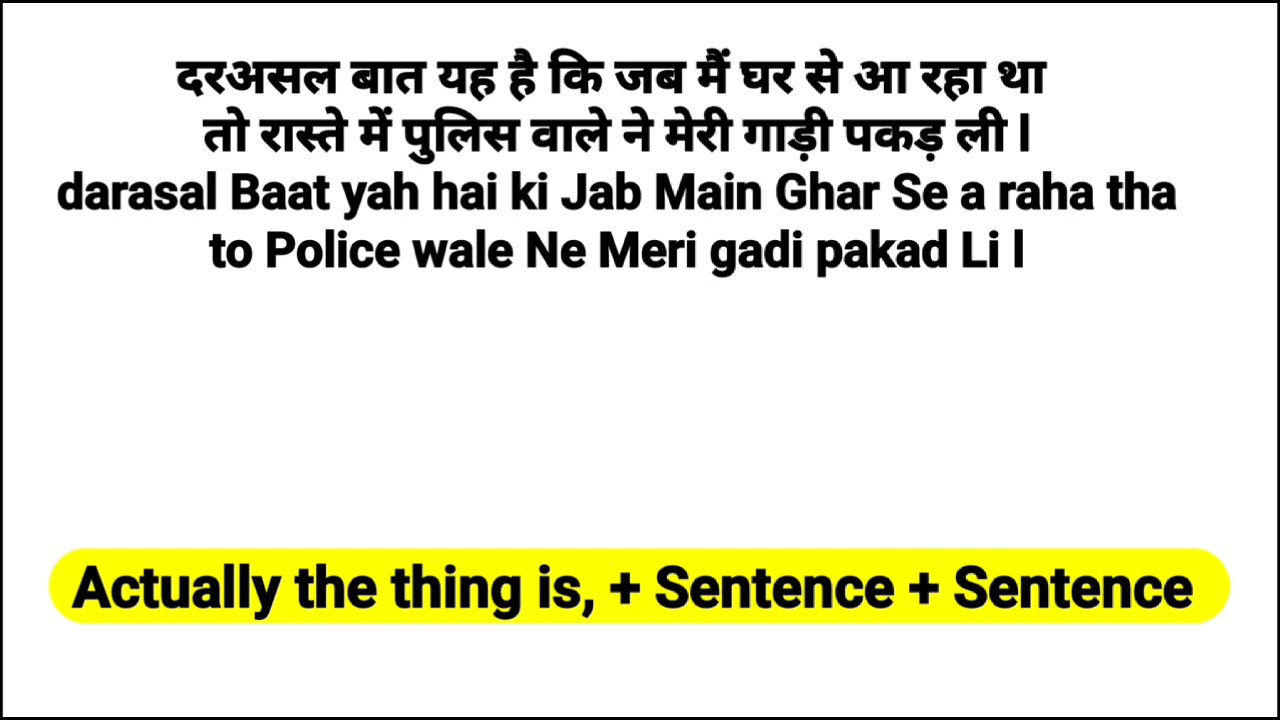 दरअसल बात यह है कि जब मैं घर से आ रहा था
तो रास्ते में पुलिस वाले ने मेरी गाड़ी पकड़ ली l
darasal Baat yah hai ki Jab Main Ghar Se a raha tha
to Police wale Ne Meri gadi pakad Li l
Actually the thing is, + Sentence + Sentence